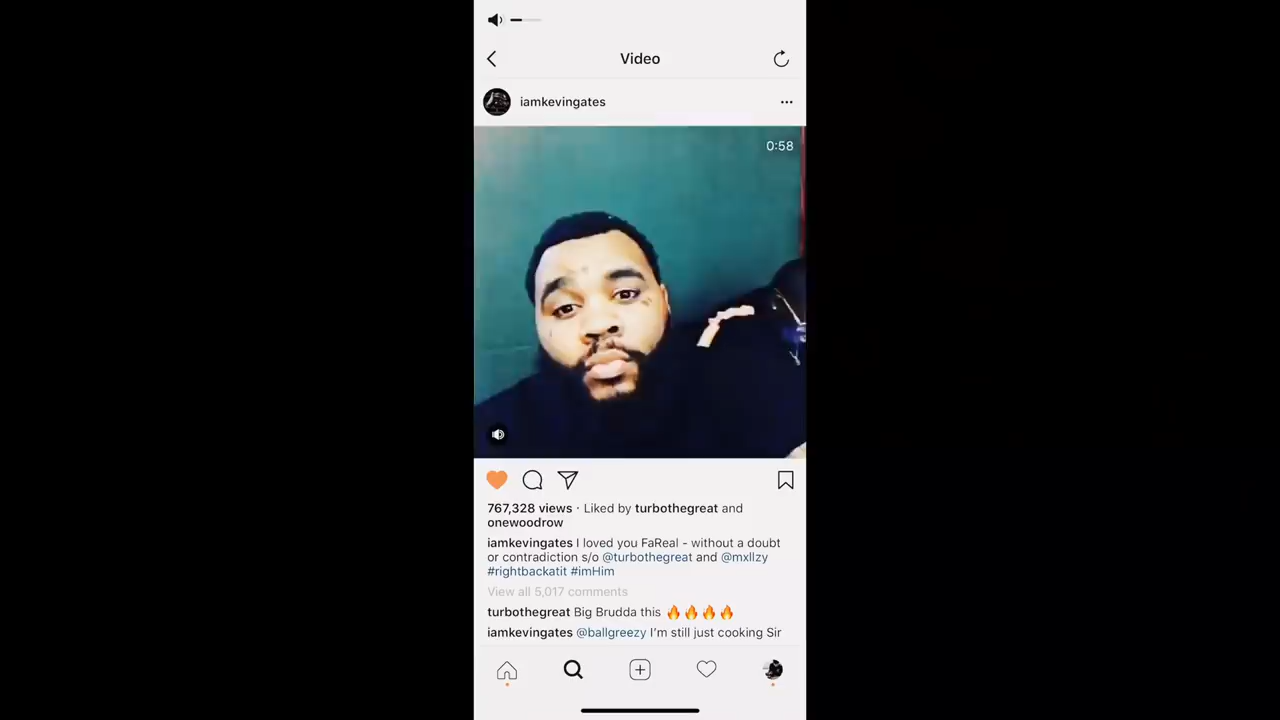 Video
iamkevingates
0:58
767,328 views · Liked by turbothegreat and
onewoodrow
iamkevingates I loved you FaReal - without a doubt
or contradiction s/o @turbothegreat and @mxllzy
#rightbackatit #imHim
View all 5,017 comments
turbothegreat Big Brudda this 🔥🔥🔥🔥
iamkevingates @ballgreezy I'm still just cooking Sir